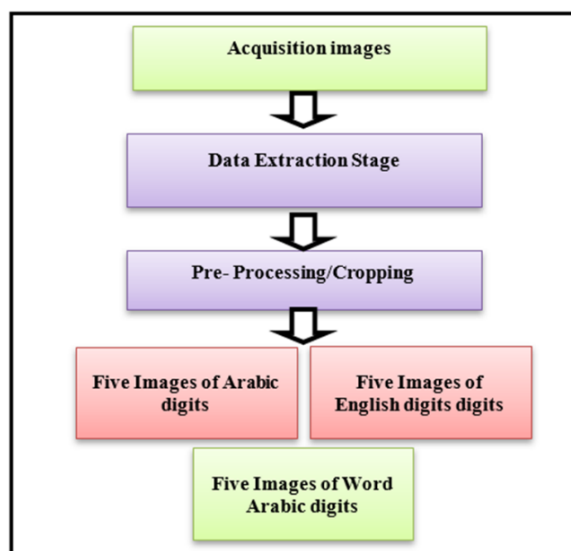 Acquisition images
Data Extraction Stage
Pre- Processing/Cropping
Five Images of Arabic
digits
Five Images of
English digits digits
Five Images of Word
Arabic digits